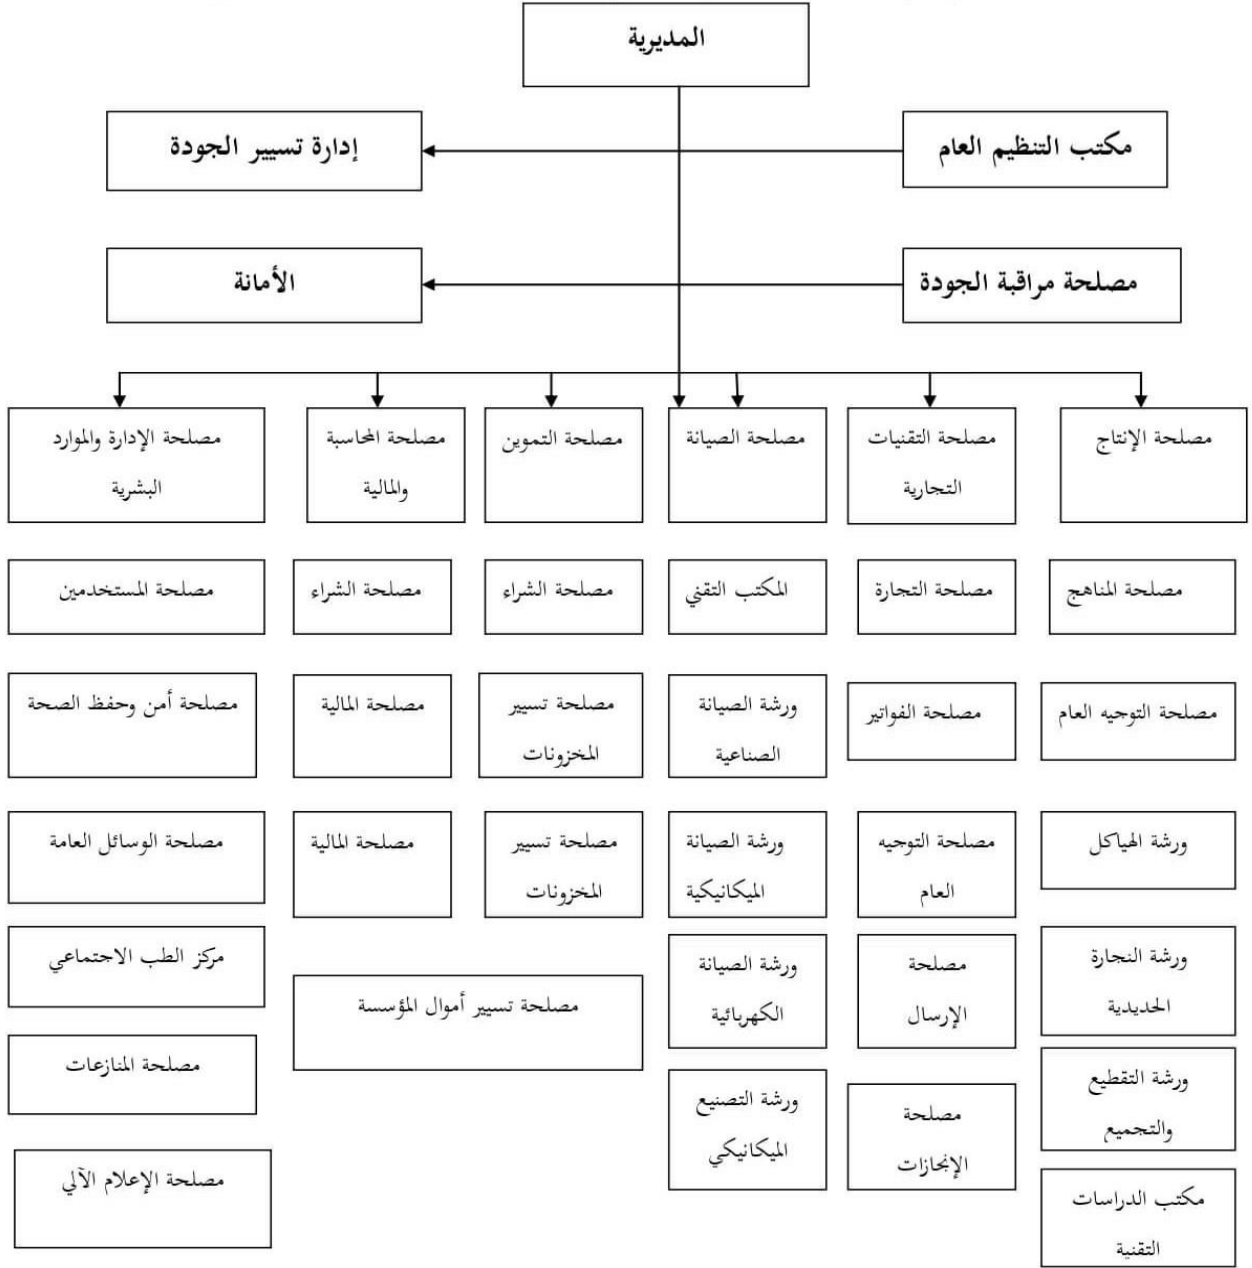 المديرية
مكتب التنظيم العام
إدارة تسيير الجودة
مصلحة مراقبة الجودة
الأمانة
مصلحة الإنتاج
مصلحة التقنيات
التجارية
مصلحة الصيانة
مصلحة التموين
مصلحة المحاسبة
والمالية
مصلحة الإدارة والموارد
البشرية
مصلحة المناهج
مصلحة التجارة
المكتب التقني
مصلحة الشراء
مصلحة الشراء
مصلحة المستخدمين
مصلحة التوجيه العام
مصلحة الفواتير
ورشة الصيانة
الصناعية
مصلحة تسيير
المخزونات
مصلحة المالية
مصلحة أمن وحفظ الصحة
ورشة الهياكل
مصلحة التوجيه
العام
ورشة الصيانة
الميكانيكية
مصلحة تسيير
المخزونات
مصلحة المالية
مصلحة الوسائل العامة
ورشة النجارة
الحديدية
مصلحة
الإرسال
ورشة الصيانة
الكهربائية
مصلحة تسيير أموال المؤسسة
مركز الطب الاجتماعي
ورشة التقطيع
والتجميع
مصلحة
الإنجازات
ورشة التصنيع
الميكانيكي
مصلحة المنازعات
مكتب الدراسات
التقنية
مصلحة الإعلام الآلي